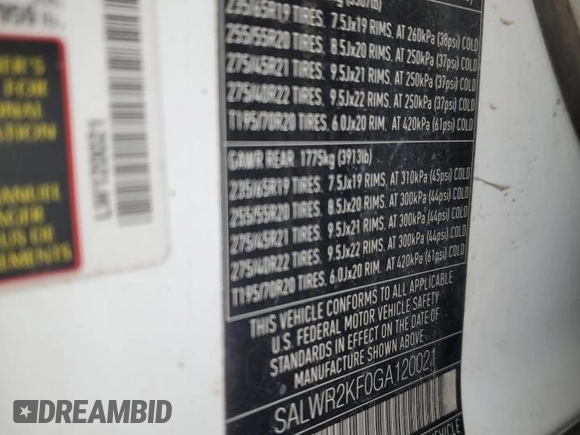 235/65R19 TIRES. 7.5Jx19 RIMS. AT 260kPa (38psi) COLD
255/55R20 TIRES. 8.5Jx20 RIMS. AT 250kPa (37psi) COLD
275/45R21 TIRES. 9.5Jx21 RIMS. AT 250kPa (37psi) COLD
275/40R22 TIRES. 9.5Jx22 RIMS. AT 250kPa (37psi) COLD
T195/70R20 TIRES. 6.0Jx20 RIM. AT 420kPa (61psi) COLD
GAWR REAR. 1775kg (3913lb)
235/65R19 TIRES. 7.5Jx19 RIMS. AT 310kPa (45psi) COLD
255/55R20 TIRES. 8.5Jx20 RIMS. AT 300kPa (44psi) COLD
275/45R21 TIRES. 9.5Jx21 RIMS. AT 300kPa (44psi) COLD
275/40R22 TIRES. 9.5Jx22 RIMS. AT 300kPa (44psi) COLD
T195/70R20 TIRES. 6.0Jx20 RIM. AT 420kPa (61psi) COLD
THIS VEHICLE CONFORMS TO ALL APPLICABLE
U.S. FEDERAL MOTOR VEHICLE SAFETY
STANDARDS IN EFFECT ON THE DATE OF
MANUFACTURE SHOWN ABOVE
SALWR2KF0GA120021
VEHICLE
LW120021
MANUEL
DE
DREAMBID